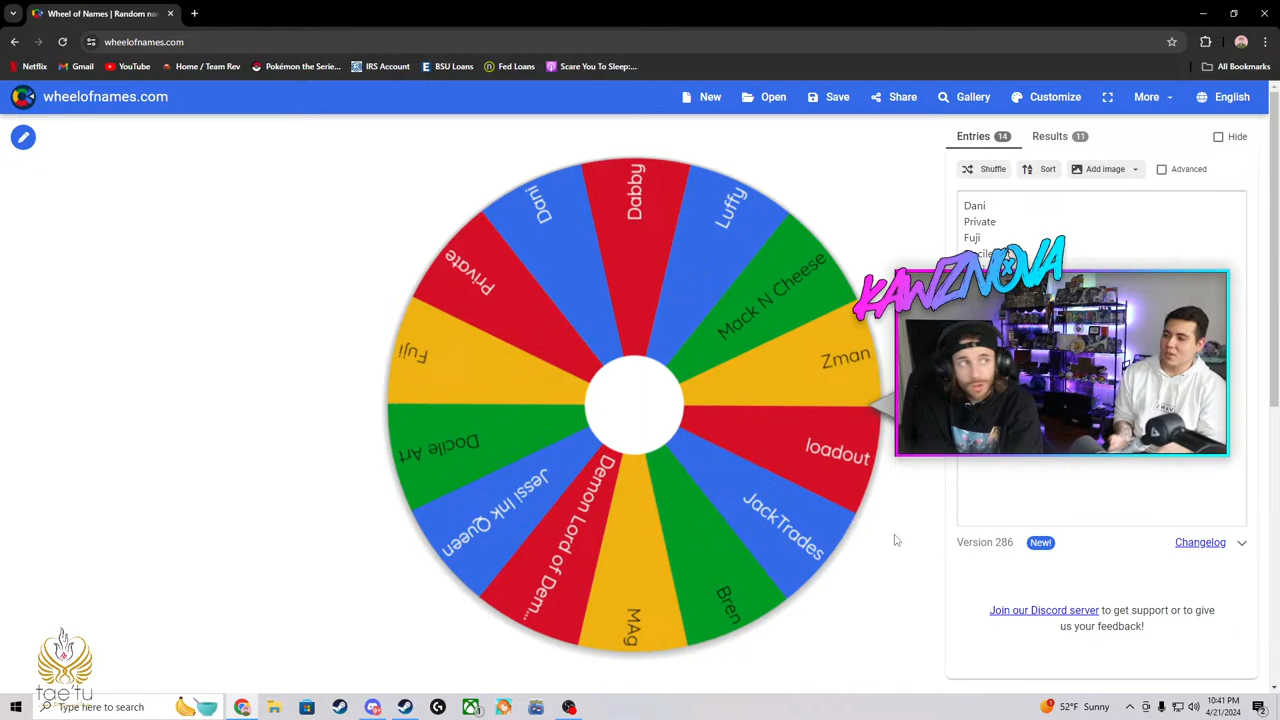 Wheel of Names | Random nam
wheelofnames.com
Netflix
Gmail
YouTube
Home / Team Rev
Pokémon the Serie...
IRS Account
BSU Loans
Fed Loans
Scare You To Sleep:...
All Bookmarks
wheelofnames.com
New
Open
Save
Share
Gallery
Customize
More
English
Entries 14
Results 11
Hide
Shuffle
Sort
Add image
Advanced
Dani
Private
Fuji
KAWZNOVA
Dabby
Luffy
Mack N Cheese
Zman
loadout
JackTrades
Bren
MAg
Demon Lord of Dem...
Jessi Ink Queen
Docile Art
Fuji
Private
Dani
Version 286
New!
Changelog
Join our Discord server to get support or to give
us your feedback!
tae'tu
here to search
52°F Sunny
10:41 PM
4/21/2024